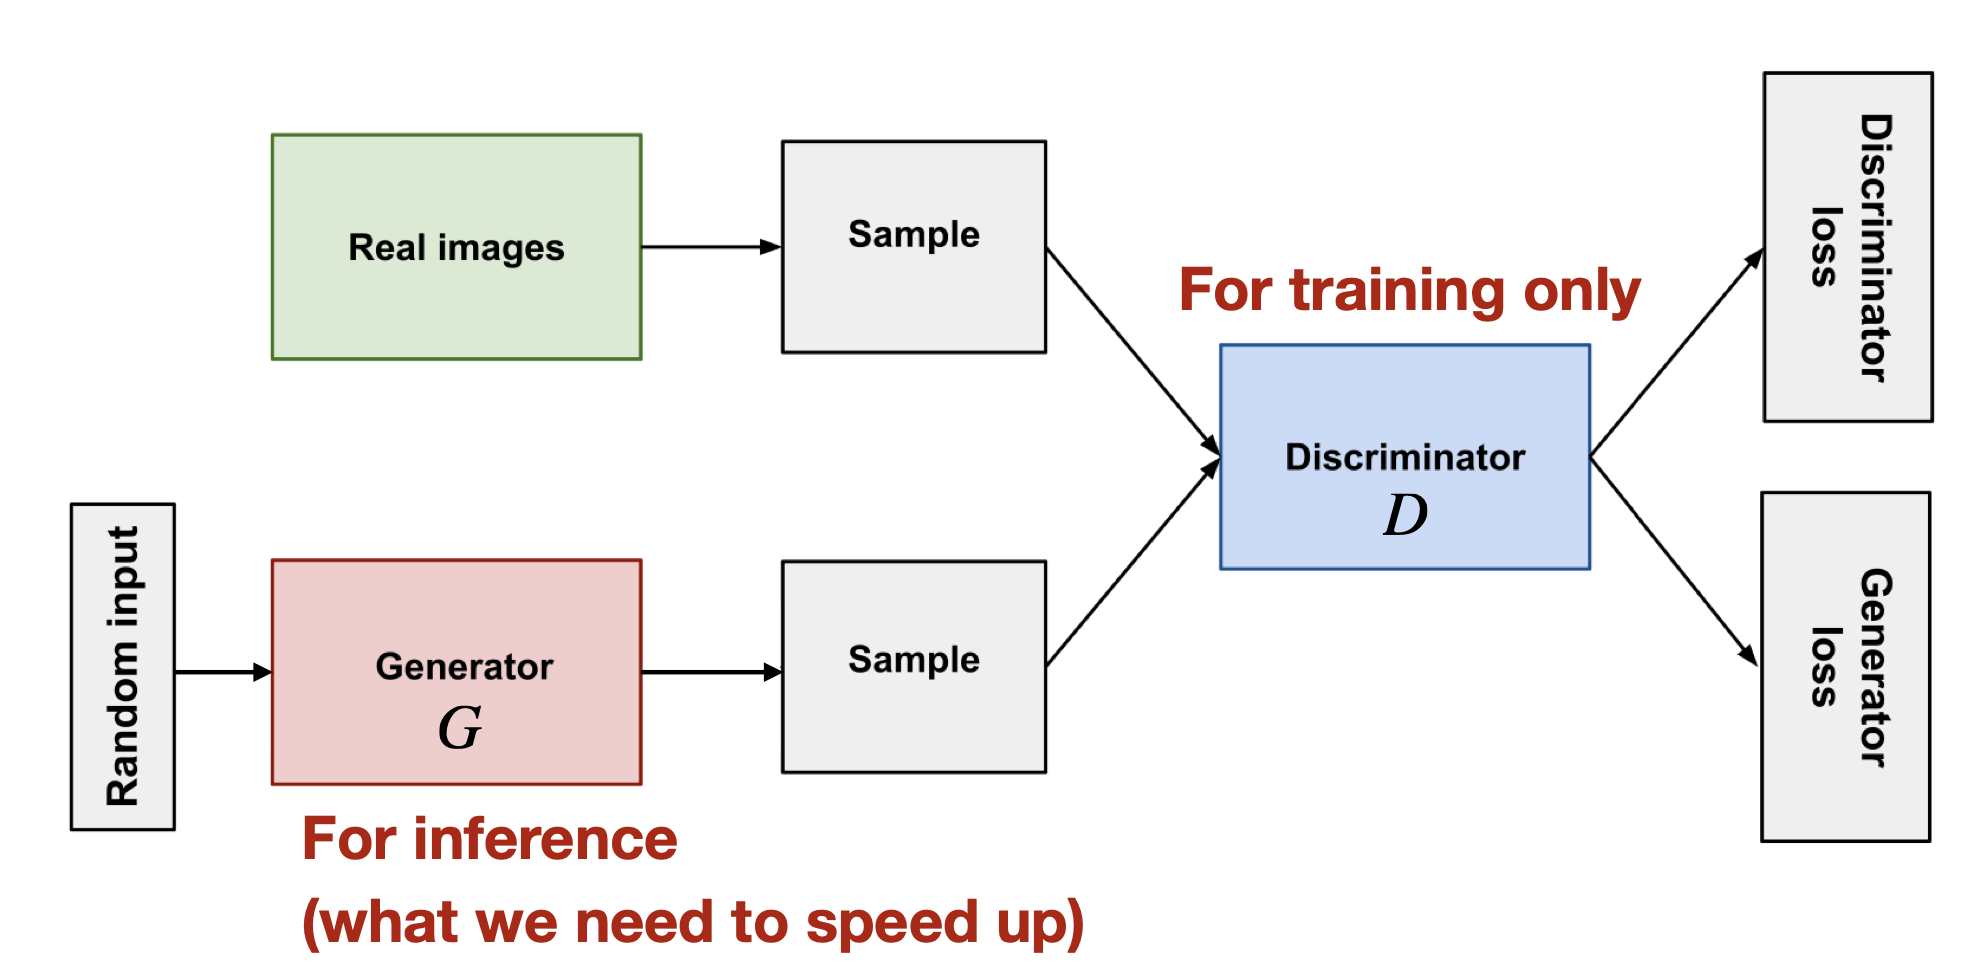 Real images
Sample
For training only
Discriminator
loss
Discriminator
D
Random input
Generator
G
Sample
Generator
loss
For inference
(what we need to speed up)